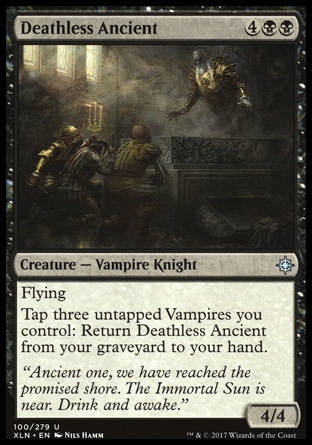 Deathless Ancient 4
Creature — Vampire Knight
Flying
Tap three untapped Vampires you
control: Return Deathless Ancient
from your graveyard to your hand.
“Ancient one, we have reached the
promised shore. The Immortal Sun is
near. Drink and awake.”
4/4
100/279 U
XLN • EN Nils Hamm
™ & © 2017 Wizards of the Coast